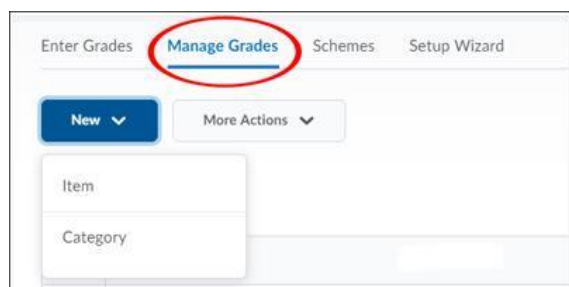 Enter Grades Manage Grades Schemes Setup Wizard
New More Actions
Item
Category